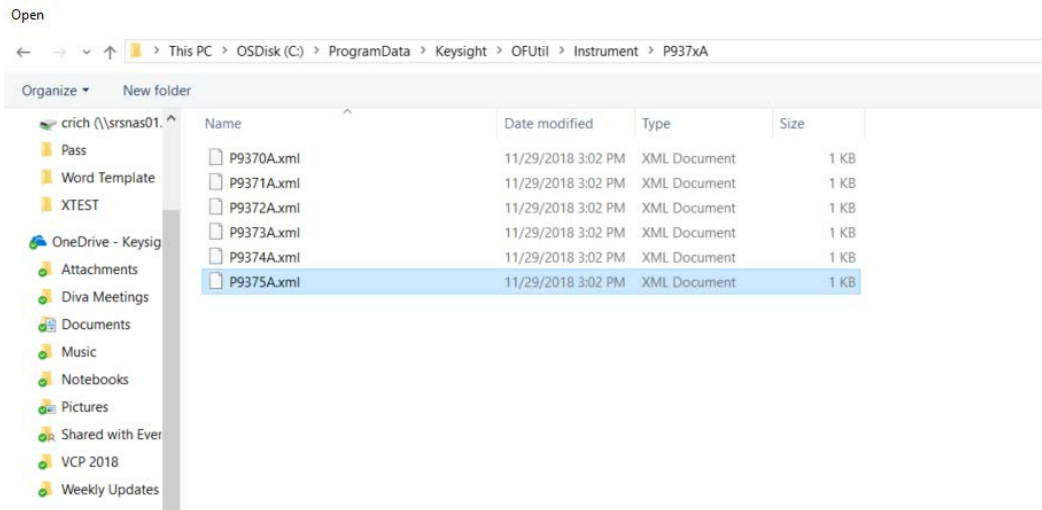 Open
This PC > OSDisk (C:) > ProgramData > Keysight > OFUtil > Instrument > P937xA
Organize New folder
crich (\\srsnas01.
Pass
Word Template
XTEST
OneDrive - Keysig
Attachments
Diva Meetings
Documents
Music
Notebooks
Pictures
Shared with Ever
VCP 2018
Weekly Updates
Name Date modified Type Size
P9370A.xml 11/29/2018 3:02 PM XML Document 1 KB
P9371A.xml 11/29/2018 3:02 PM XML Document 1 KB
P9372A.xml 11/29/2018 3:02 PM XML Document 1 KB
P9373A.xml 11/29/2018 3:02 PM XML Document 1 KB
P9374A.xml 11/29/2018 3:02 PM XML Document 1 KB
P9375A.xml 11/29/2018 3:02 PM XML Document 1 KB